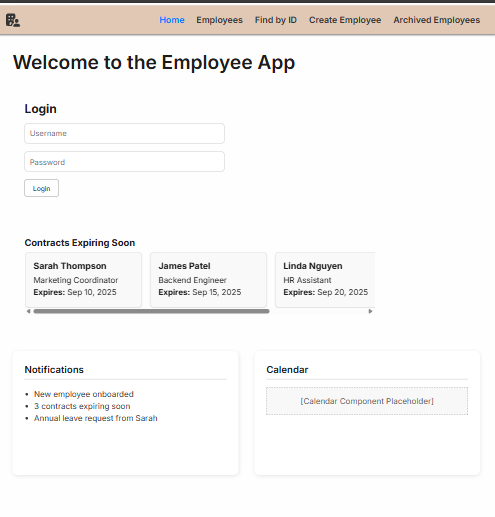 Home Employees Find by ID Create Employee Archived Employees
Welcome to the Employee App
Login
Username
Password
Login
Contracts Expiring Soon
Sarah Thompson
Marketing Coordinator
Expires: Sep 10, 2025
James Patel
Backend Engineer
Expires: Sep 15, 2025
Linda Nguyen
HR Assistant
Expires: Sep 20, 2025
Notifications
• New employee onboarded
• 3 contracts expiring soon
• Annual leave request from Sarah
Calendar
[Calendar Component Placeholder]